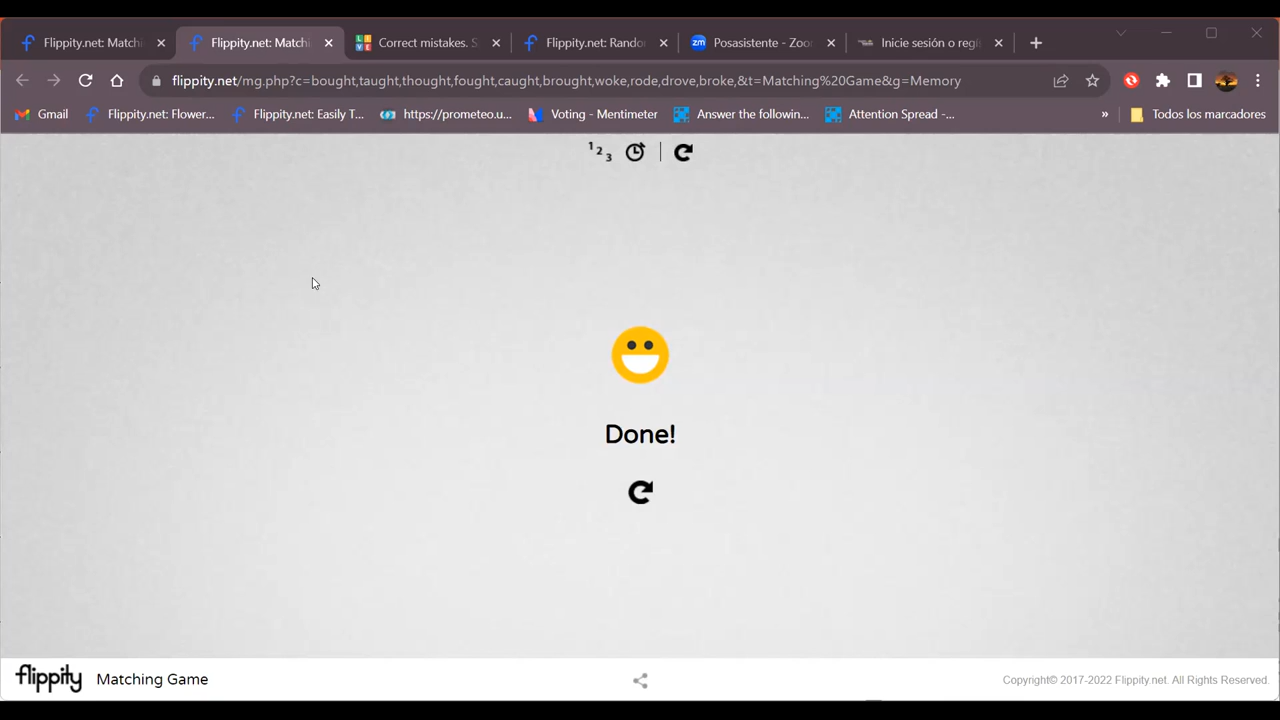 Flippity.net: Matchi
Flippity.net: Matchi
Correct mistakes. S
Flippity.net: Rando
Posasistente - Zoo
Inicie sesión o regi
flippity.net/mg.php?c=bought,taught,thought,fought,caught,brought,woke,rode,drove,broke,&t=Matching%20Game&g=Memory
Gmail
Flippity.net: Flower...
Flippity.net: Easily T...
https://prometeo.u...
Voting - Mentimeter
Answer the followin...
Attention Spread -...
»
Todos los marcadores
1 2 3
Done!
flippity
Matching Game
Copyright© 2017-2022 Flippity.net. All Rights Reserved.